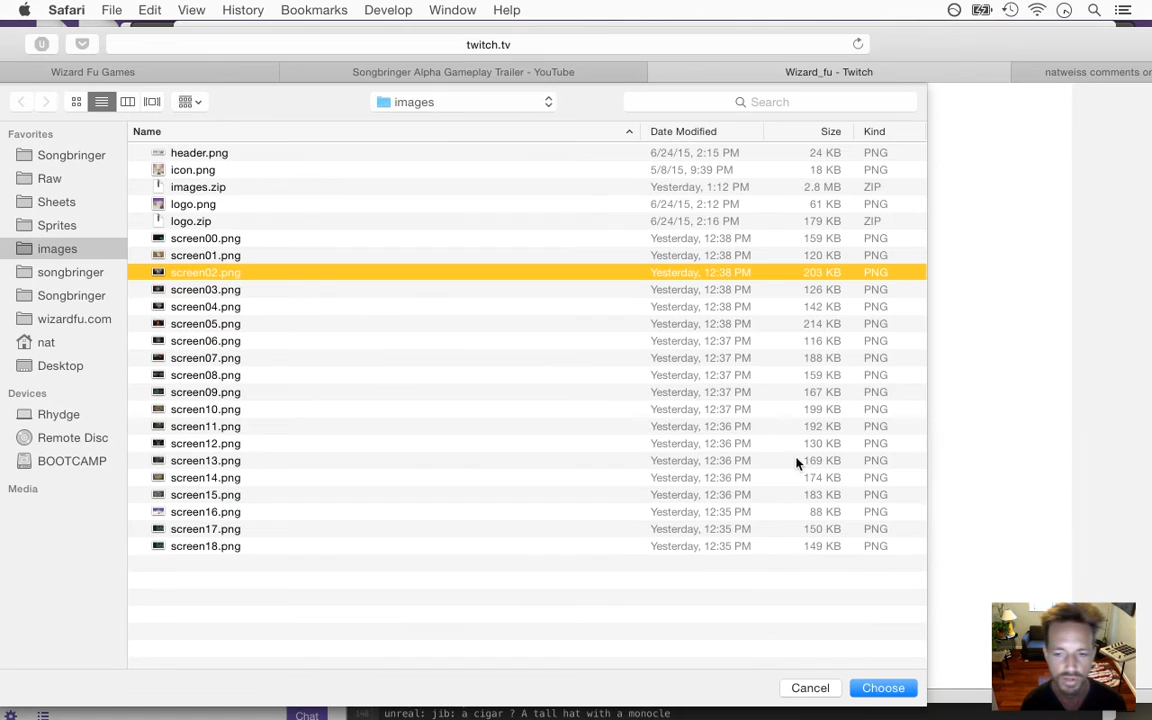 Safari File Edit View History Bookmarks Develop Window Help
twitch.tv
Wizard Fu Games Songbringer Alpha Gameplay Trailer - YouTube Wizard_fu - Twitch natweiss comments on
images Search
Favorites Name Date Modified Size Kind
Songbringer
Raw
Sheets
Sprites
images
songbringer
Songbringer
wizardfu.com
nat
Desktop
Devices
Rhydge
Remote Disc
BOOTCAMP
Media
header.png 6/24/15, 2:15 PM 24 KB PNG
icon.png 5/8/15, 9:39 PM 18 KB PNG
images.zip Yesterday, 1:12 PM 2.8 MB ZIP
logo.png 6/24/15, 2:12 PM 61 KB PNG
logo.zip 6/24/15, 2:16 PM 179 KB ZIP
screen00.png Yesterday, 12:38 PM 159 KB PNG
screen01.png Yesterday, 12:38 PM 120 KB PNG
screen02.png Yesterday, 12:38 PM 203 KB PNG
screen03.png Yesterday, 12:38 PM 126 KB PNG
screen04.png Yesterday, 12:38 PM 142 KB PNG
screen05.png Yesterday, 12:38 PM 214 KB PNG
screen06.png Yesterday, 12:37 PM 116 KB PNG
screen07.png Yesterday, 12:37 PM 188 KB PNG
screen08.png Yesterday, 12:37 PM 159 KB PNG
screen09.png Yesterday, 12:37 PM 167 KB PNG
screen10.png Yesterday, 12:37 PM 199 KB PNG
screen11.png Yesterday, 12:36 PM 192 KB PNG
screen12.png Yesterday, 12:36 PM 130 KB PNG
screen13.png Yesterday, 12:36 PM 169 KB PNG
screen14.png Yesterday, 12:36 PM 174 KB PNG
screen15.png Yesterday, 12:36 PM 183 KB PNG
screen16.png Yesterday, 12:35 PM 88 KB PNG
screen17.png Yesterday, 12:35 PM 150 KB PNG
screen18.png Yesterday, 12:35 PM 149 KB PNG
Cancel Choose
Chat unreal: jib: a cigar ? A tall hat with a monocle